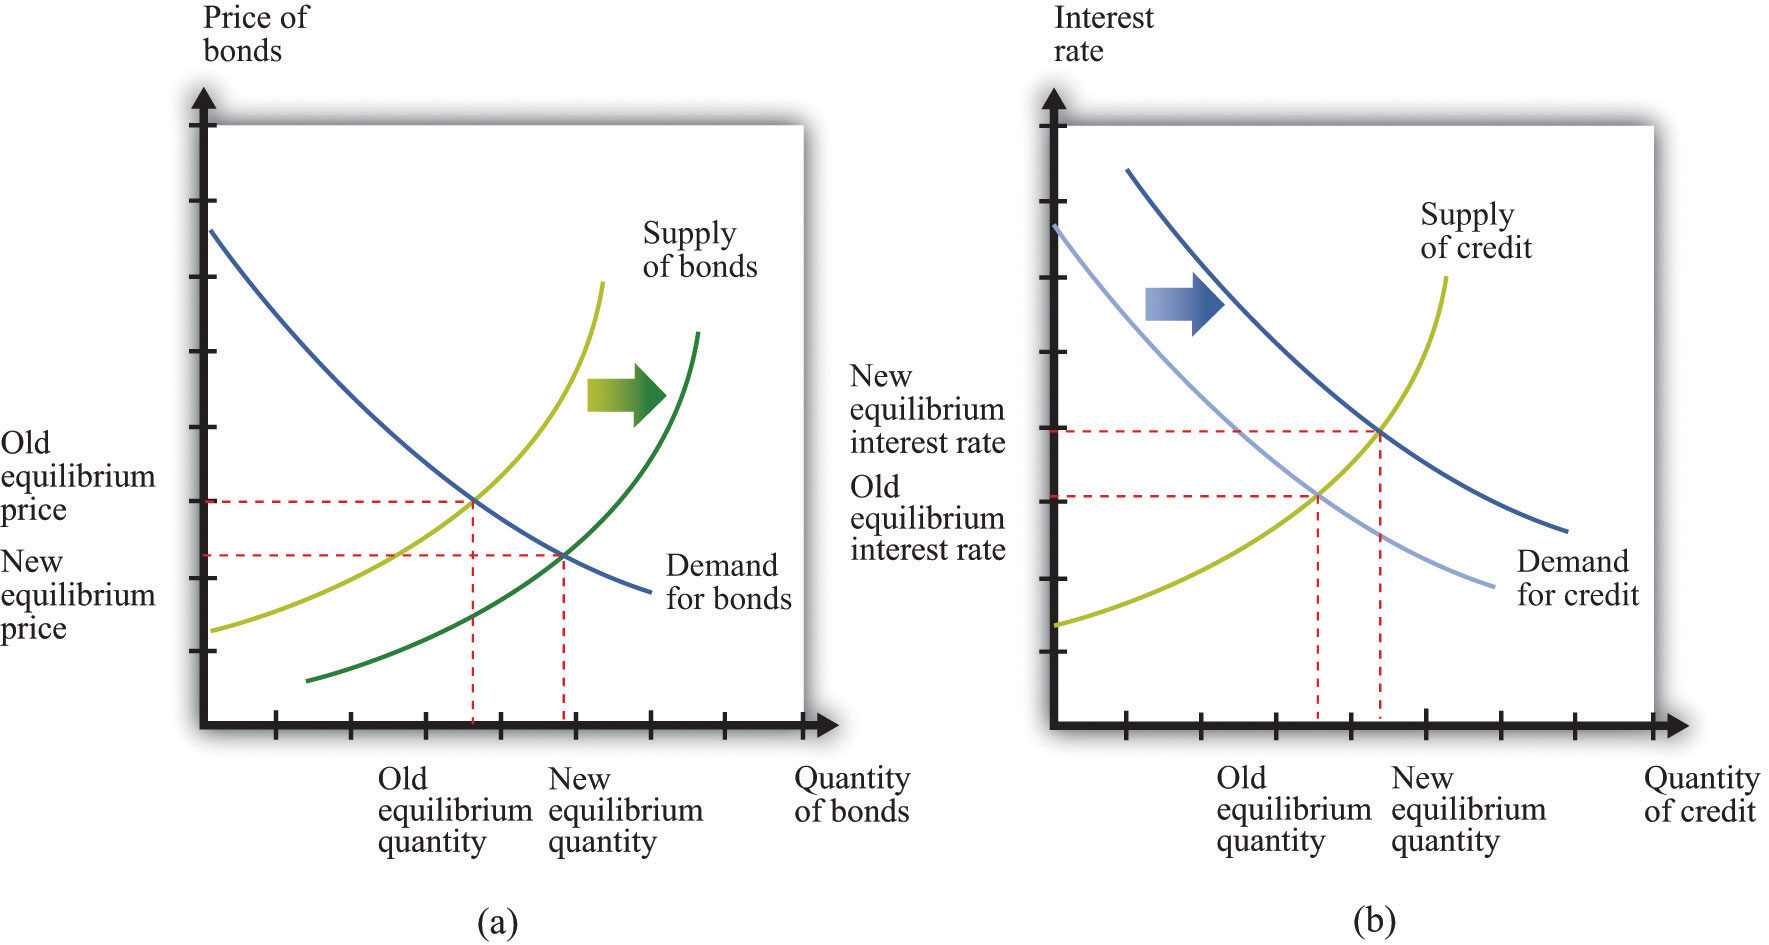 Price of
bonds
Supply
of bonds
Old
equilibrium
price
New
equilibrium
price
Demand
for bonds
Old
equilibrium
quantity
New
equilibrium
quantity
Quantity
of bonds
(a)
Interest
rate
Supply
of credit
New
equilibrium
interest rate
Old
equilibrium
interest rate
Demand
for credit
Old
equilibrium
quantity
New
equilibrium
quantity
Quantity
of credit
(b)